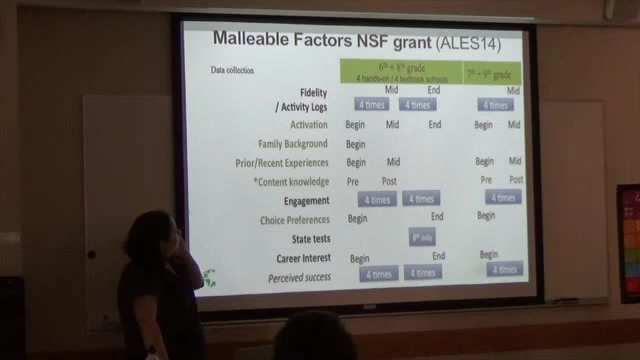 Malleable Factors NSF grant (ALES14)
Data collection 6th + 8th grade 7th + 9th grade
4 hands-on / 4 textbook schools
Fidelity Mid End Mid
/ Activity Logs 4 times 4 times 4 times
Activation Begin Mid End Begin Mid
Family Background Begin
Prior/Recent Experiences Begin Mid Begin Mid
*Content knowledge Pre Post Pre Post
Engagement 4 times 4 times 4 times
Choice Preferences Begin End Begin
State tests 8th only
Career Interest Begin End Begin
Perceived success 4 times 4 times 4 times